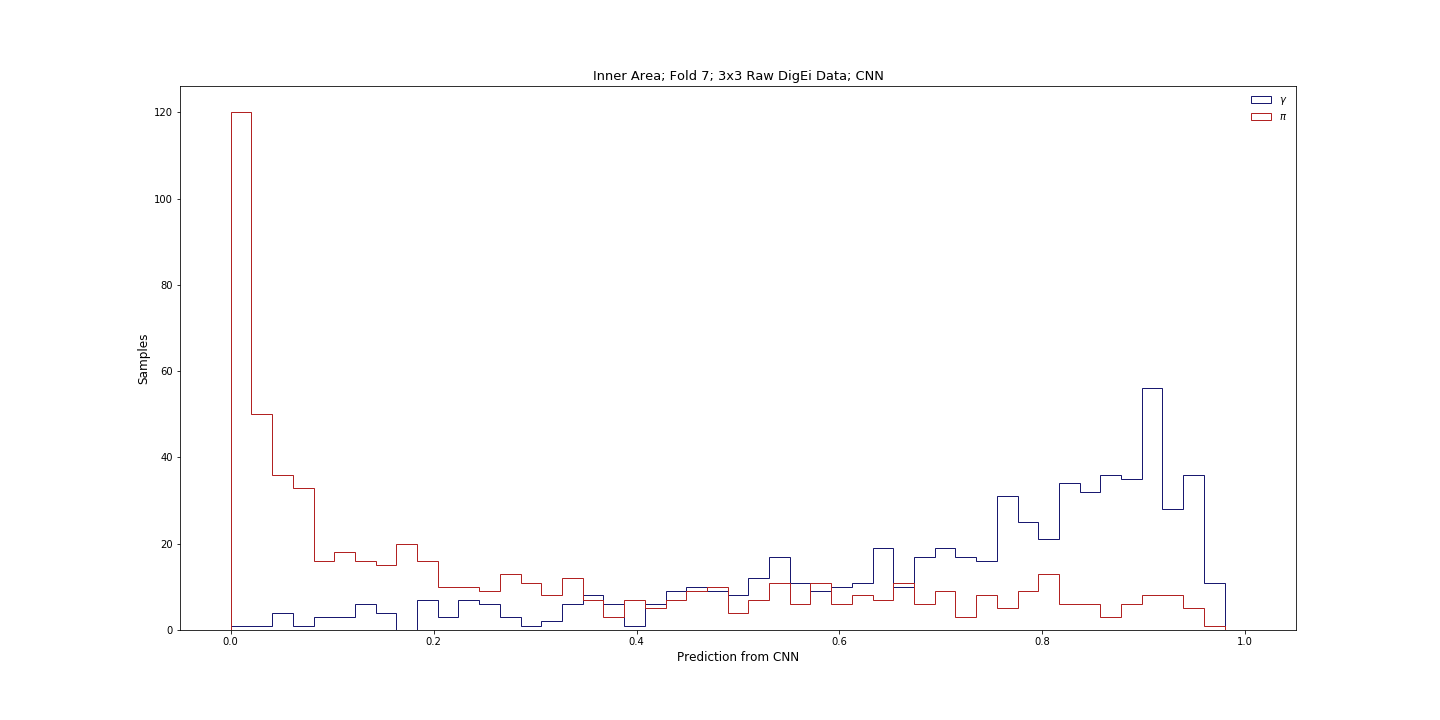 Inner Area; Fold 7; 3x3 Raw DigEi Data; CNN
γ
π
120
100
80
60
40
20
0
Samples
0.0 0.2 0.4 0.6 0.8 1.0
Prediction from CNN